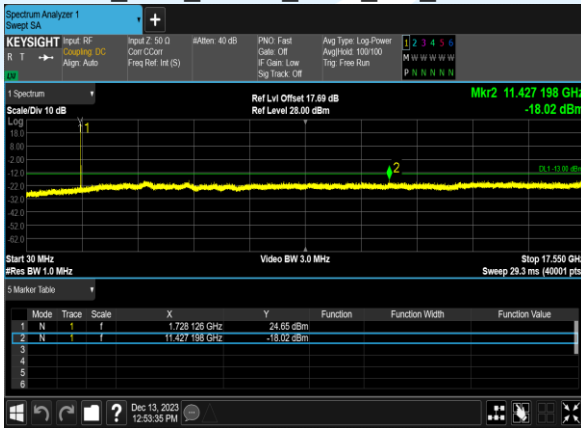 Spectrum Analyzer 1
Swept SA
+
KEYSIGHT Input: RF Input Z: 50 Ω #Atten: 40 dB PNO: Fast Avg Type: Log-Power 1 2 3 4 5 6
R T Coupling: DC Corr CCorr Gate: Off Avg|Hold: 100/100 M W W W W W
Align: Auto Freq Ref: Int (S) IF Gain: Low Trig: Free Run
Sig Track: Off P N N N N N
1 Spectrum Ref Lvl Offset 17.69 dB Mkr2 11.427 198 GHz
Scale/Div 10 dB Ref Level 28.00 dBm -18.02 dBm
Log
1
18.0
8.00
-2.00
-12.0 2 DL1 -13.00 dBm
-22.0
-32.0
-42.0
-52.0
-62.0
Start 30 MHz Video BW 3.0 MHz Stop 17.550 GHz
#Res BW 1.0 MHz Sweep 29.3 ms (40001 pts)
5 Marker Table
Mode Trace Scale X Y Function Function Width Function Value
1 N 1 f 1.728 126 GHz 24.65 dBm
2 N 1 f 11.427 198 GHz -18.02 dBm
3
4
5
6
? Dec 13, 2023
12:53:35 PM